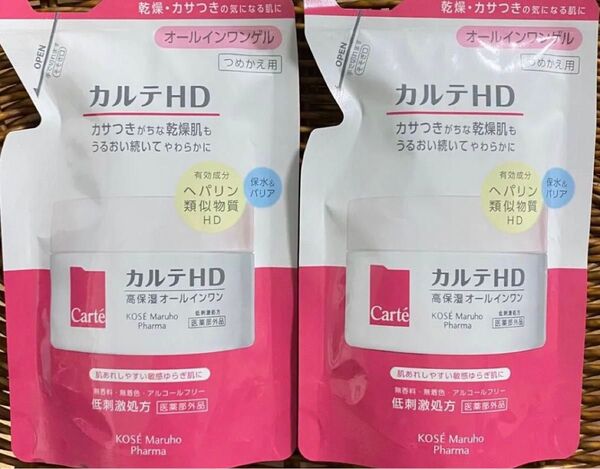 乾燥・カサつきの気になる肌に
OPEN
オールインワンゲル
つめかえ用
カルテHD
カサつきがちな乾燥肌も
うるおい続いてやわらかに
有効成分
ヘパリン
類似物質
HD
保水&
バリア
Carté
カルテHD
高保湿オールインワン
KOSÉ Maruho
Pharma
低刺激処方
医薬部外品
肌あれしやすい敏感ゆらぎ肌に
無香料・無着色・アルコールフリー
低刺激処方
医薬部外品
KOSÉ Maruho
Pharma
乾燥・カサつきの気になる肌に
OPEN
オールインワンゲル
つめかえ用
カルテHD
カサつきがちな乾燥肌も
うるおい続いてやわらかに
有効成分
ヘパリン
類似物質
HD
保水&
バリア
Carté
カルテHD
高保湿オールインワン
KOSÉ Maruho
Pharma
低刺激処方
医薬部外品
肌あれしやすい敏感ゆらぎ肌に
無香料・無着色・アルコールフリー
低刺激処方
医薬部外品
KOSÉ Maruho
Pharma